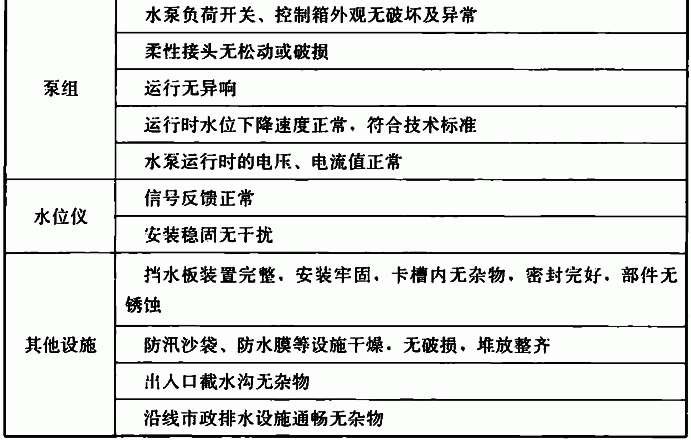 水泵负荷开关、控制箱外观无破坏及异常
柔性接头无松动或破损
泵组
运行无异响
运行时水位下降速度正常，符合技术标准
水泵运行时的电压、电流值正常
水位仪
信号反馈正常
安装稳固无干扰
其他设施
挡水板装置完整，安装牢固，卡槽内无杂物，密封完好，部件无
锈蚀
防汛沙袋、防水膜等设施干燥，无破损，堆放整齐
出入口截水沟无杂物
沿线市政排水设施通畅无杂物